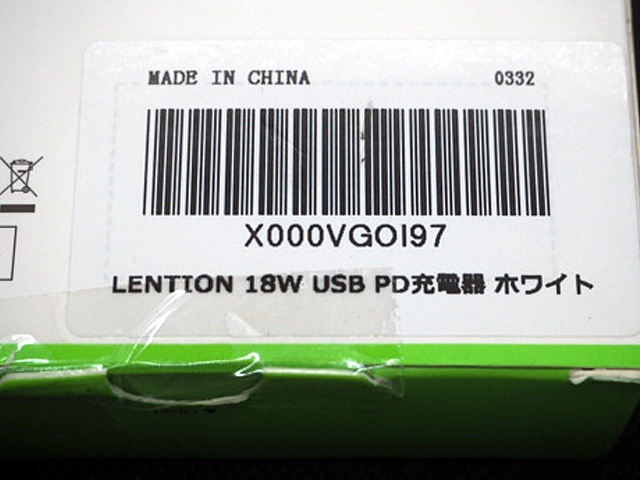 MADE IN CHINA 0332
X000VGOI97
LENTION 18W USB PD充電器 ホワイト